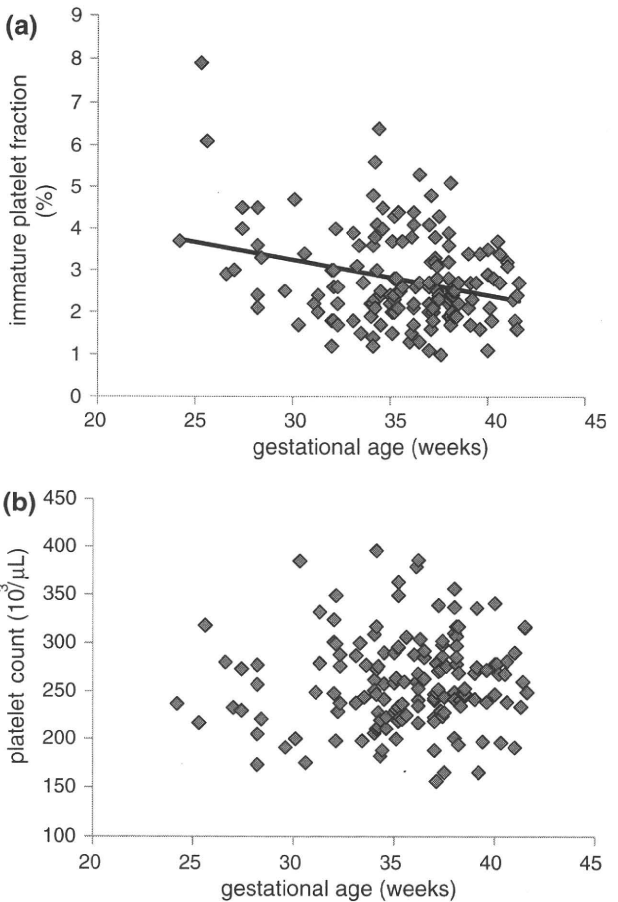 (a)
immature platelet fraction
(%)
9
8
7
6
5
4
3
2
1
0
20 25 30 35 40 45
gestational age (weeks)
(b)
platelet count (10³/μL)
450
400
350
300
250
200
150
100
20 25 30 35 40 45
gestational age (weeks)